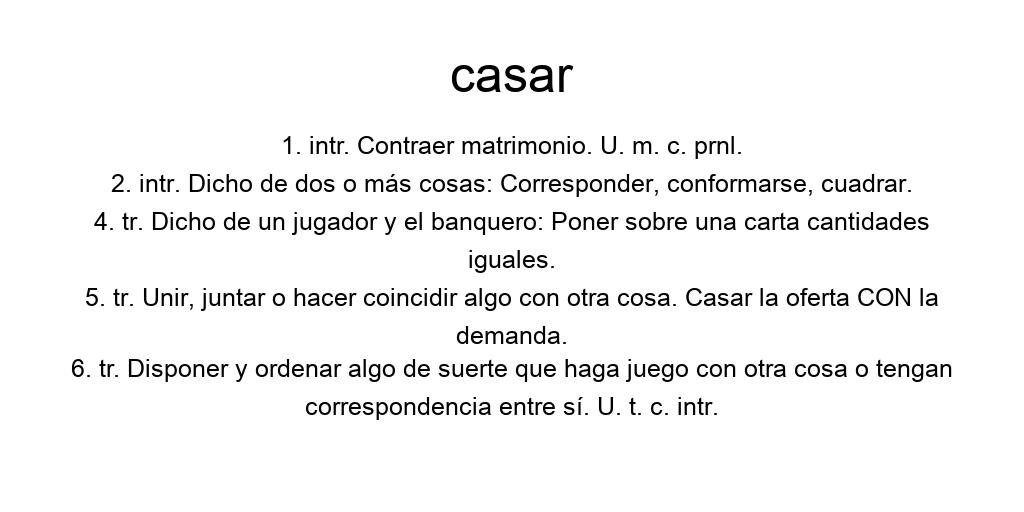 casar
1. intr. Contraer matrimonio. U. m. c. prnl.
2. intr. Dicho de dos o más cosas: Corresponder, conformarse, cuadrar.
4. tr. Dicho de un jugador y el banquero: Poner sobre una carta cantidades
iguales.
5. tr. Unir, juntar o hacer coincidir algo con otra cosa. Casar la oferta CON la
demanda.
6. tr. Disponer y ordenar algo de suerte que haga juego con otra cosa o tengan
correspondencia entre sí. U. t. c. intr.